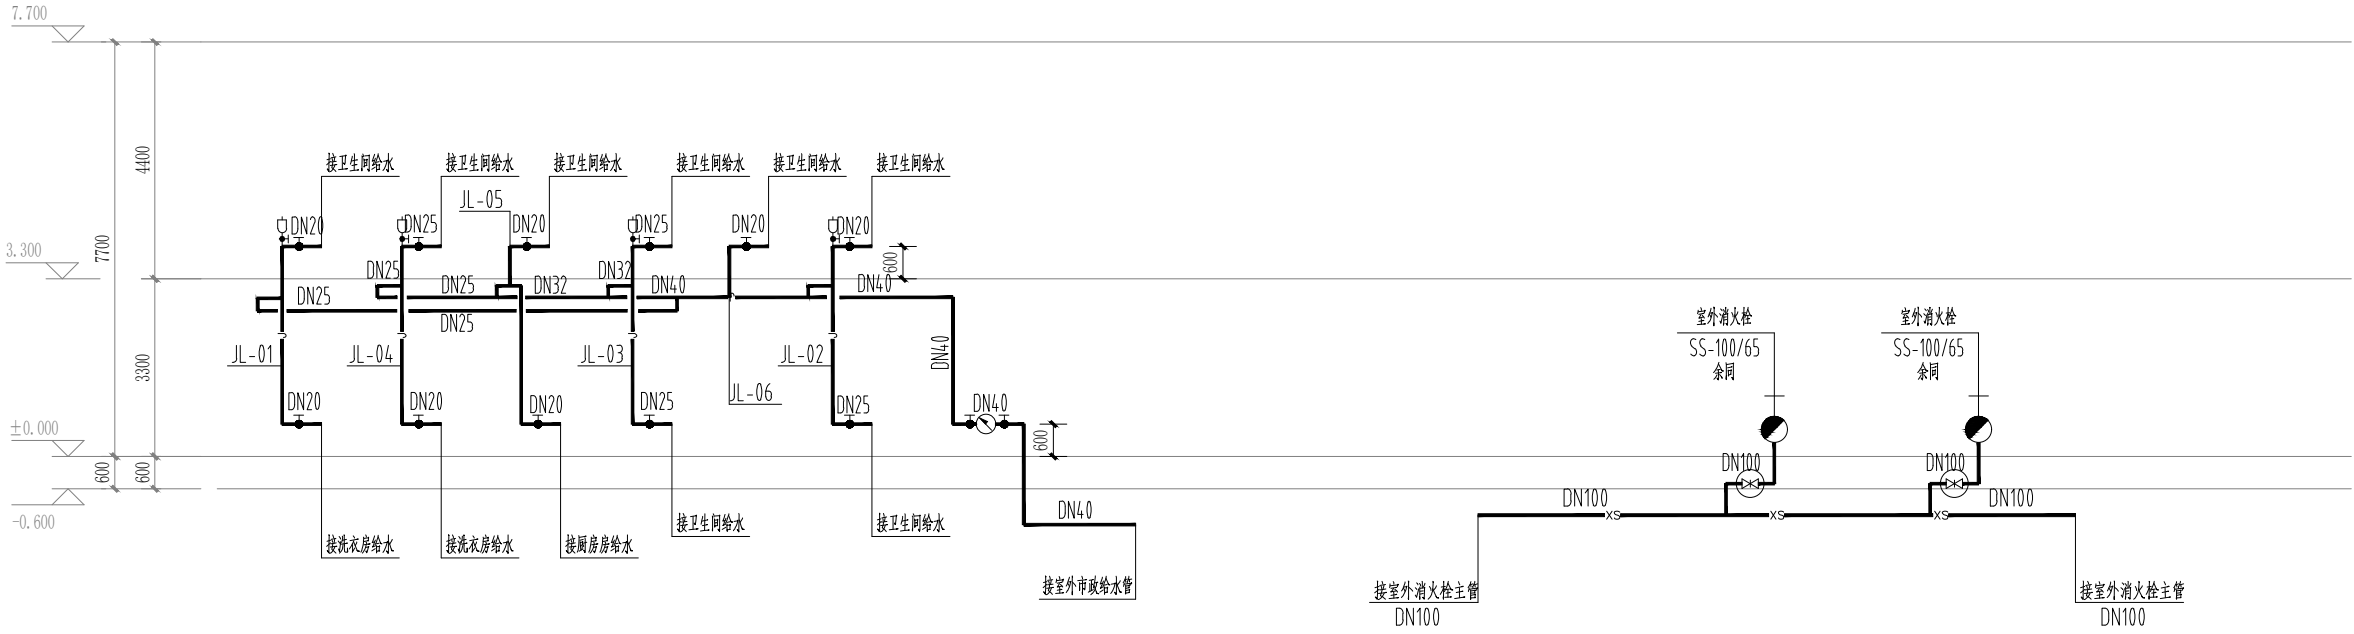 7.700
4400
接卫生间给水
接卫生间给水
接卫生间给水
接卫生间给水
接卫生间给水
接卫生间给水
JL-05
DN20
DN25
DN20
DN25
DN20
DN20
3.300
7700
600
DN25
DN32
DN25
DN25
DN32
DN40
DN40
DN25
室外消火栓
SS-100/65
余同
室外消火栓
SS-100/65
余同
JL-01
JL-04
JL-03
JL-02
3300
DN40
JL-06
DN20
DN20
DN20
DN25
DN25
DN40
±0.000
600
600
600
DN100
DN100
-0.600
DN40
DN100
DN100
XS
XS
XS
接卫生间给水
接卫生间给水
接洗衣房给水
接洗衣房给水
接厨房房给水
接室外市政给水管
接室外消火栓主管
DN100
接室外消火栓主管
DN100
J
J
J
J